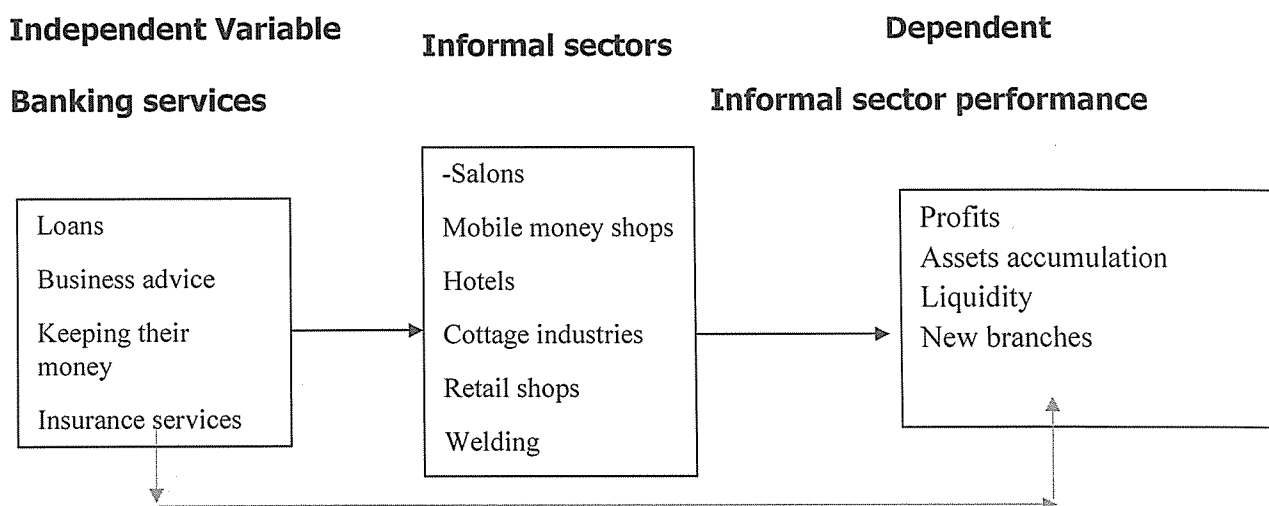 Independent Variable
Banking services
Informal sectors
Dependent
Informal sector performance
Loans
Business advice
Keeping their
money
Insurance services
-Salons
Mobile money shops
Hotels
Cottage industries
Retail shops
Welding
Profits
Assets accumulation
Liquidity
New branches